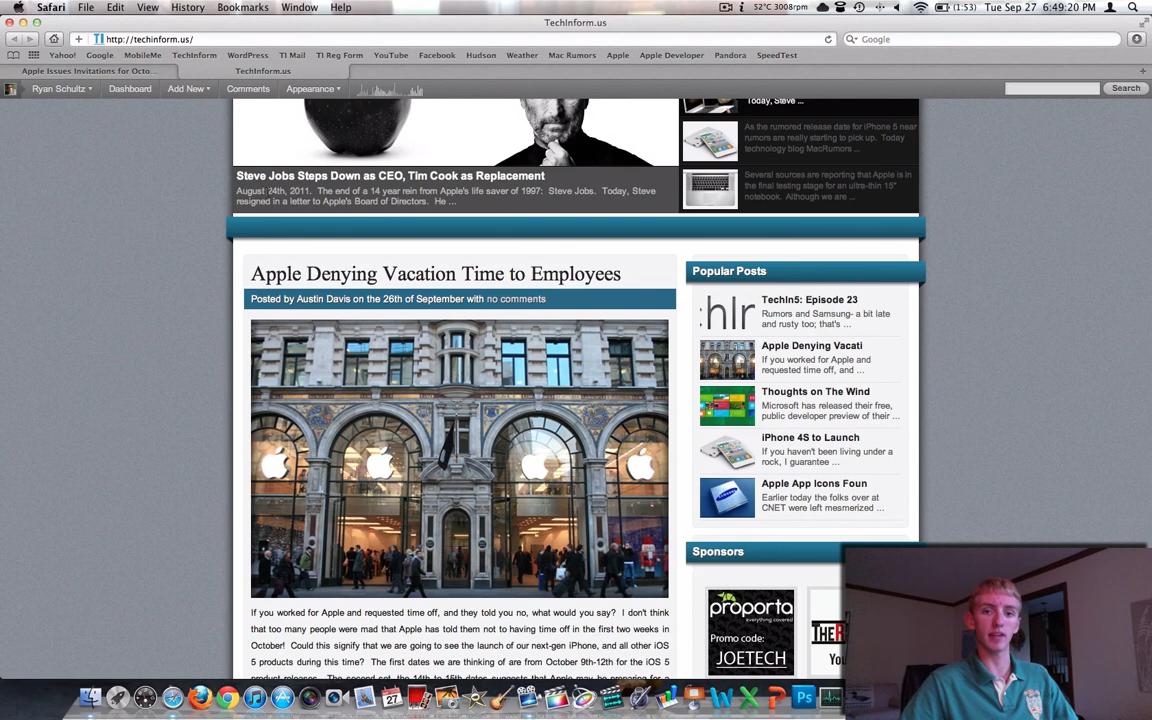 Safari File Edit View History Bookmarks Window Help
52°C 3008rpm (1:53) Tue Sep 27 6:49:20 PM
TechInform.us
http://techinform.us/
Google
Yahoo! Google MobileMe TechInform WordPress TI Mail TI Reg Form YouTube Facebook Hudson Weather Mac Rumors Apple Apple Developer Pandora SpeedTest
Apple Issues Invitations for Octo...
TechInform.us
Ryan Schultz Dashboard Add New Comments Appearance
Search
Today, Steve ...
As the rumored release date for iPhone 5 near
rumors are really starting to pick up. Today
technology blog MacRumors ...
Steve Jobs Steps Down as CEO, Tim Cook as Replacement
August 24th, 2011. The end of a 14 year rein from Apple's life saver of 1997: Steve Jobs. Today, Steve
resigned in a letter to Apple's Board of Directors. He ...
Several sources are reporting that Apple is in
the final testing stage for an ultra-thin 15"
notebook. Although we are ...
Apple Denying Vacation Time to Employees
Posted by Austin Davis on the 26th of September with no comments
If you worked for Apple and requested time off, and they told you no, what would you say? I don't think
that too many people were mad that Apple has told them not to having time off in the first two weeks in
October! Could this signify that we are going to see the launch of our next-gen iPhone, and all other iOS
5 products during this time? The first dates we are thinking of are from October 9th-12th for the iOS 5
Popular Posts
TechIn5: Episode 23
Rumors and Samsung- a bit late
and rusty too; that's ...
Apple Denying Vacati
If you worked for Apple and
requested time off, and ...
Thoughts on The Wind
Microsoft has released their free,
public developer preview of their ...
iPhone 4S to Launch
If you haven't been living under a
rock, I guarantee ...
Apple App Icons Foun
Earlier today the folks over at
CNET were left mesmerized ...
Sponsors
proporta
everything covered
Promo code:
JOETECH